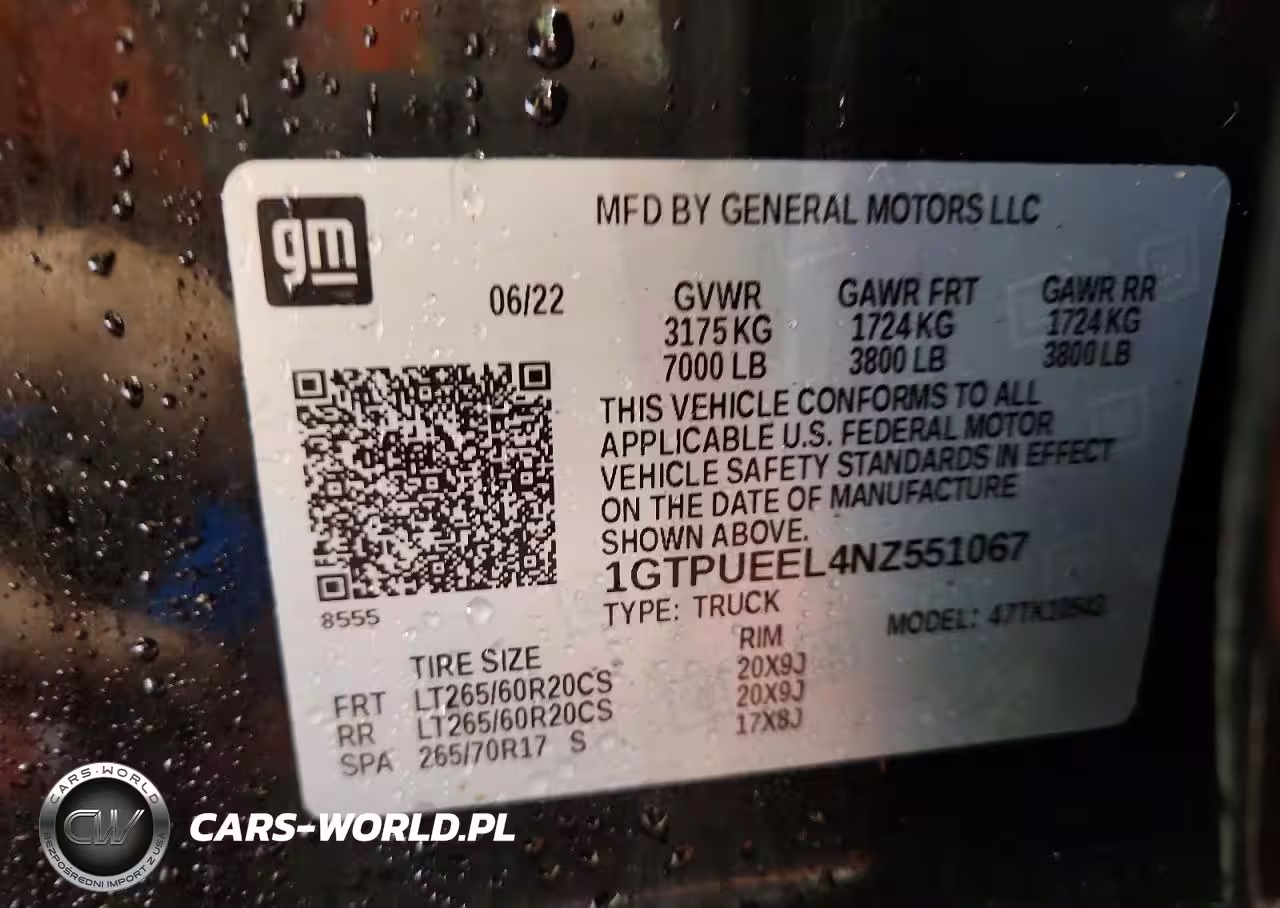 gm
MFD BY GENERAL MOTORS LLC
06/22
GVWR GAWR FRT GAWR RR
3175 KG 1724 KG 1724 KG
7000 LB 3800 LB 3800 LB
THIS VEHICLE CONFORMS TO ALL
APPLICABLE U.S. FEDERAL MOTOR
VEHICLE SAFETY STANDARDS IN EFFECT
ON THE DATE OF MANUFACTURE
SHOWN ABOVE.
1GTPUEEL4NZ551067
8555
TYPE: TRUCK MODEL:
TIRE SIZE RIM
FRT LT265/60R20CS 20X9J
RR LT265/60R20CS 20X9J
SPA 265/70R17 S 17X8J
CARS-WORLD
CW
BEZPOŚREDNI IMPORT Z USA
CARS-WORLD.PL